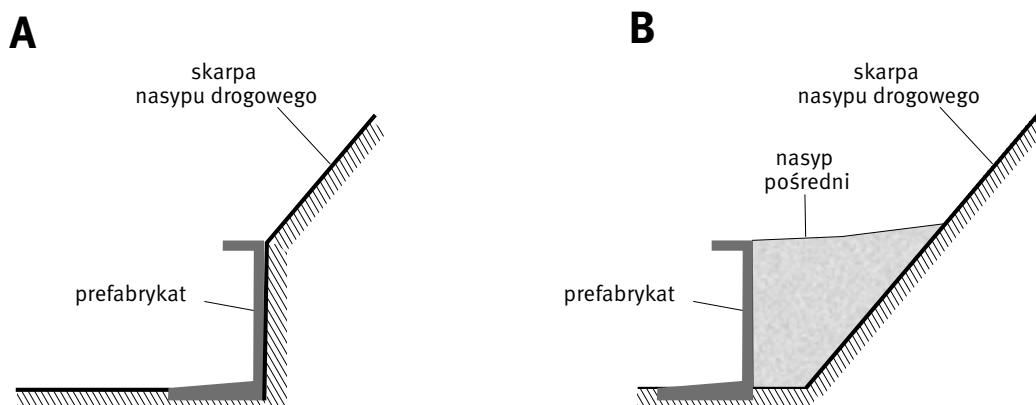 A
skarpa
nasypu drogowego
prefabrykat
B
skarpa
nasypu drogowego
nasyp
pośredni
prefabrykat